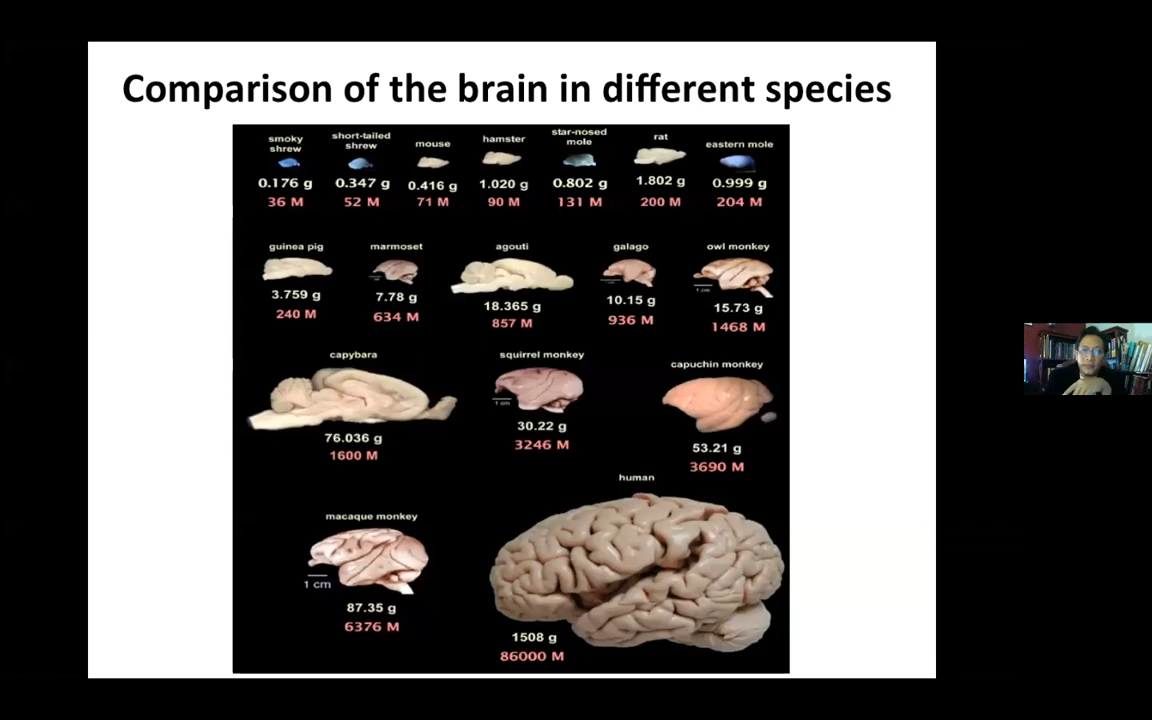 Comparison of the brain in different species
smoky
shrew
0.176 g
36 M
short-tailed
shrew
0.347 g
52 M
mouse
0.416 g
71 M
hamster
1.020 g
90 M
star-nosed
mole
0.802 g
131 M
rat
1.802 g
200 M
eastern mole
0.999 g
204 M
guinea pig
3.759 g
240 M
marmoset
7.78 g
634 M
agouti
18.365 g
857 M
galago
10.15 g
936 M
owl monkey
1 cm
15.73 g
1468 M
capybara
76.036 g
1600 M
squirrel monkey
1 cm
30.22 g
3246 M
capuchin monkey
53.21 g
3690 M
macaque monkey
1 cm
87.35 g
6376 M
human
1508 g
86000 M